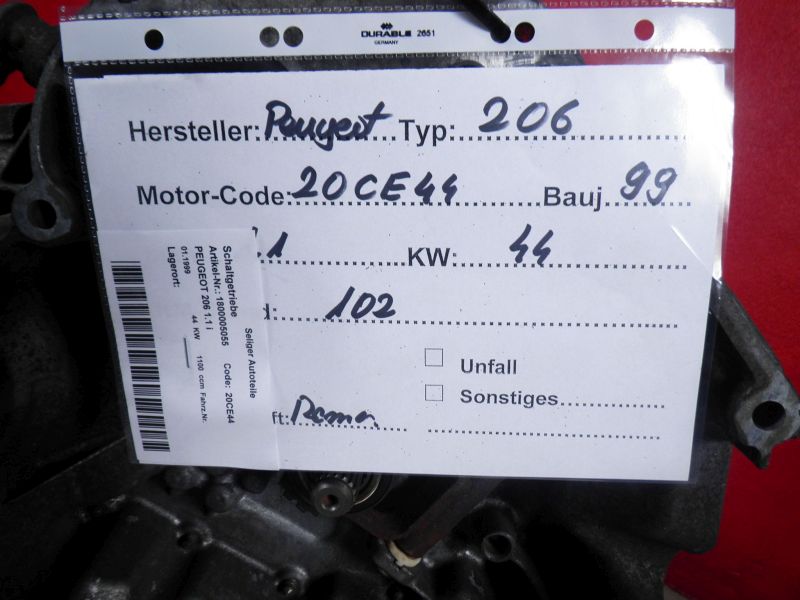 DURABLE 2651
GERMANY
Hersteller: Peugeot Typ: 206
Motor-Code: 20CE44 Bauj. 99
.1 KW: 44
d: 102
Unfall
Sonstiges
ft:
Seliger Autoteile
Schaltgetriebe
Artikel-Nr.: 1800005055 Code: 20CE44
PEUGEOT 206 1.1 i
01.1999 44 KW 1100 ccm Fahrz.Nr.
Lagerort: